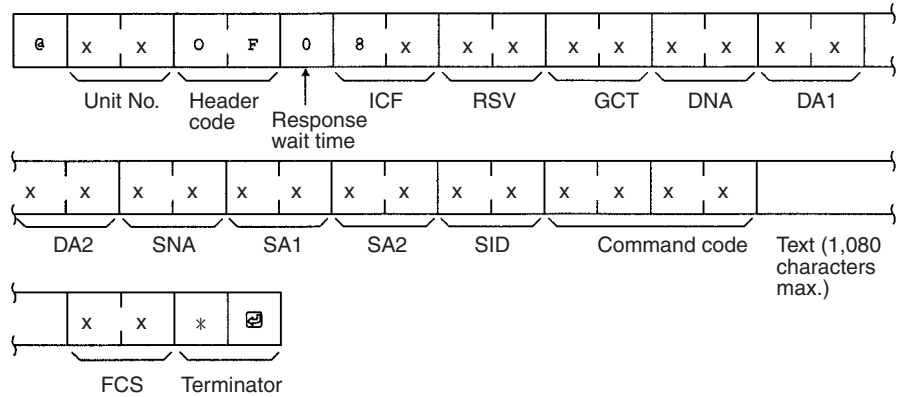 @ x x O F 0 8 x x x x x x x x x
Unit No. Header code Response wait time ICF RSV GCT DNA DA1
x x x x x x x x x x x x x x
DA2 SNA SA1 SA2 SID Command code Text (1,080 characters max.)
x x * ↵
FCS Terminator